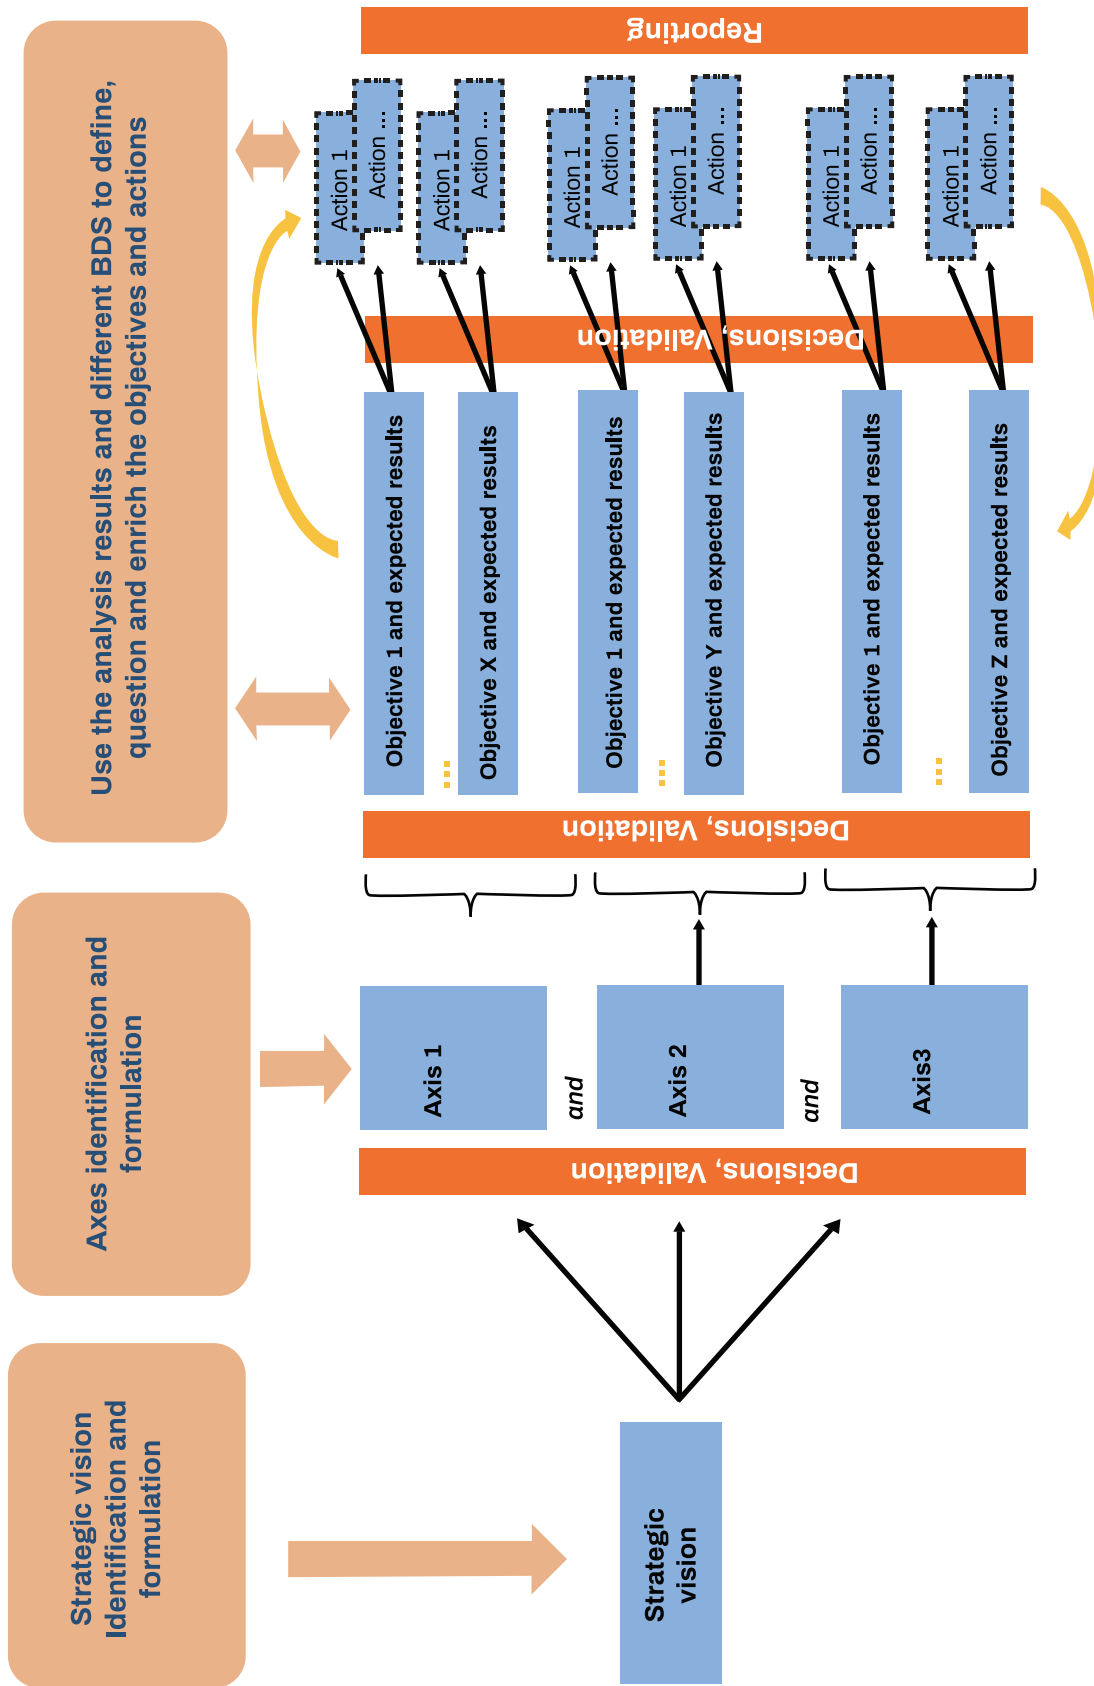 Strategic vision
Identification and
formulation
Axes identification and
formulation
Use the analysis results and different BDS to define,
question and enrich the objectives and actions
Strategic
vision
Decisions, Validation
Axis 1
and
Axis 2
and
Axis3
Decisions, Validation
Objective 1 and expected results
...
Objective X and expected results
Objective 1 and expected results
...
Objective Y and expected results
Objective 1 and expected results
...
Objective Z and expected results
Decisions, Validation
Action 1
Action ...
Action 1
Action ...
Action 1
Action ...
Action 1
Action ...
Action 1
Action ...
Action 1
Action ...
Reporting